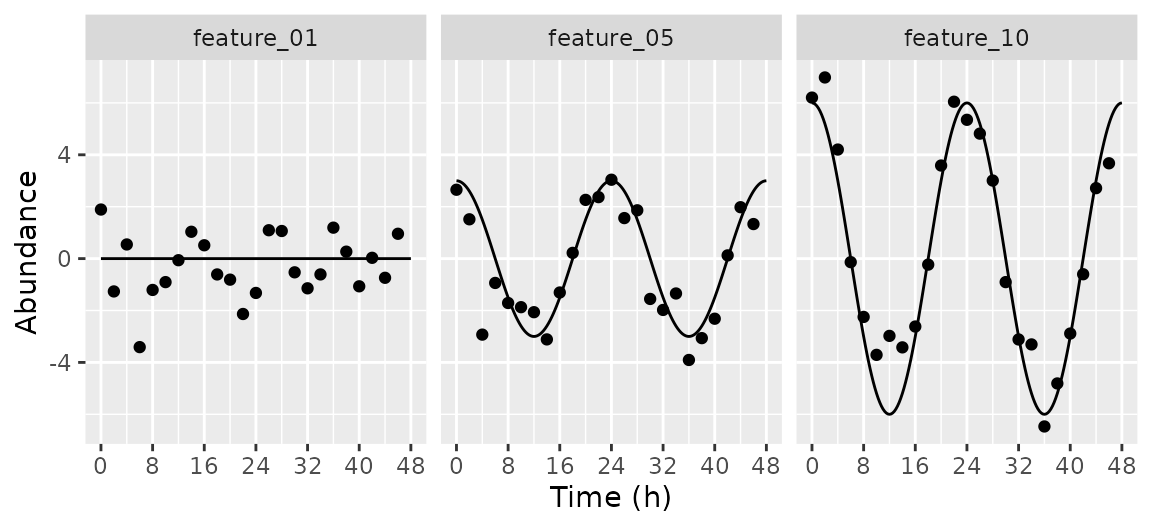 feature_01 feature_05 feature_10
Abundance
4
0
-4
0 8 16 24 32 40 48 0 8 16 24 32 40 48 0 8 16 24 32 40 48
Time (h)